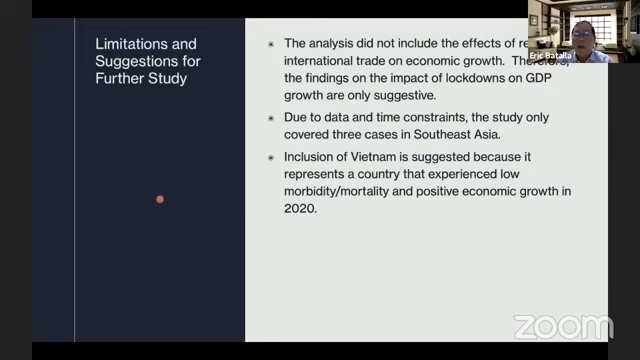 Limitations and
Suggestions for
Further Study
The analysis did not include the effects of
international trade on economic growth. Therefore, the
findings on the impact of lockdowns on GDP
growth are only suggestive.
Due to data and time constraints, the study only
covered three cases in Southeast Asia.
Inclusion of Vietnam is suggested because it
represents a country that experienced low
morbidity/mortality and positive economic growth in
2020.
Eric Batalla
zoom